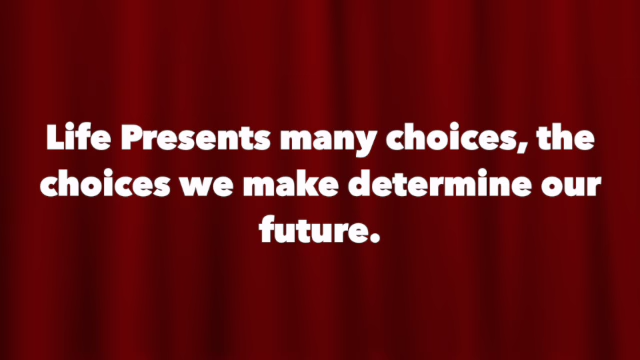 Life Presents many choices, the
choices we make determine our
future.